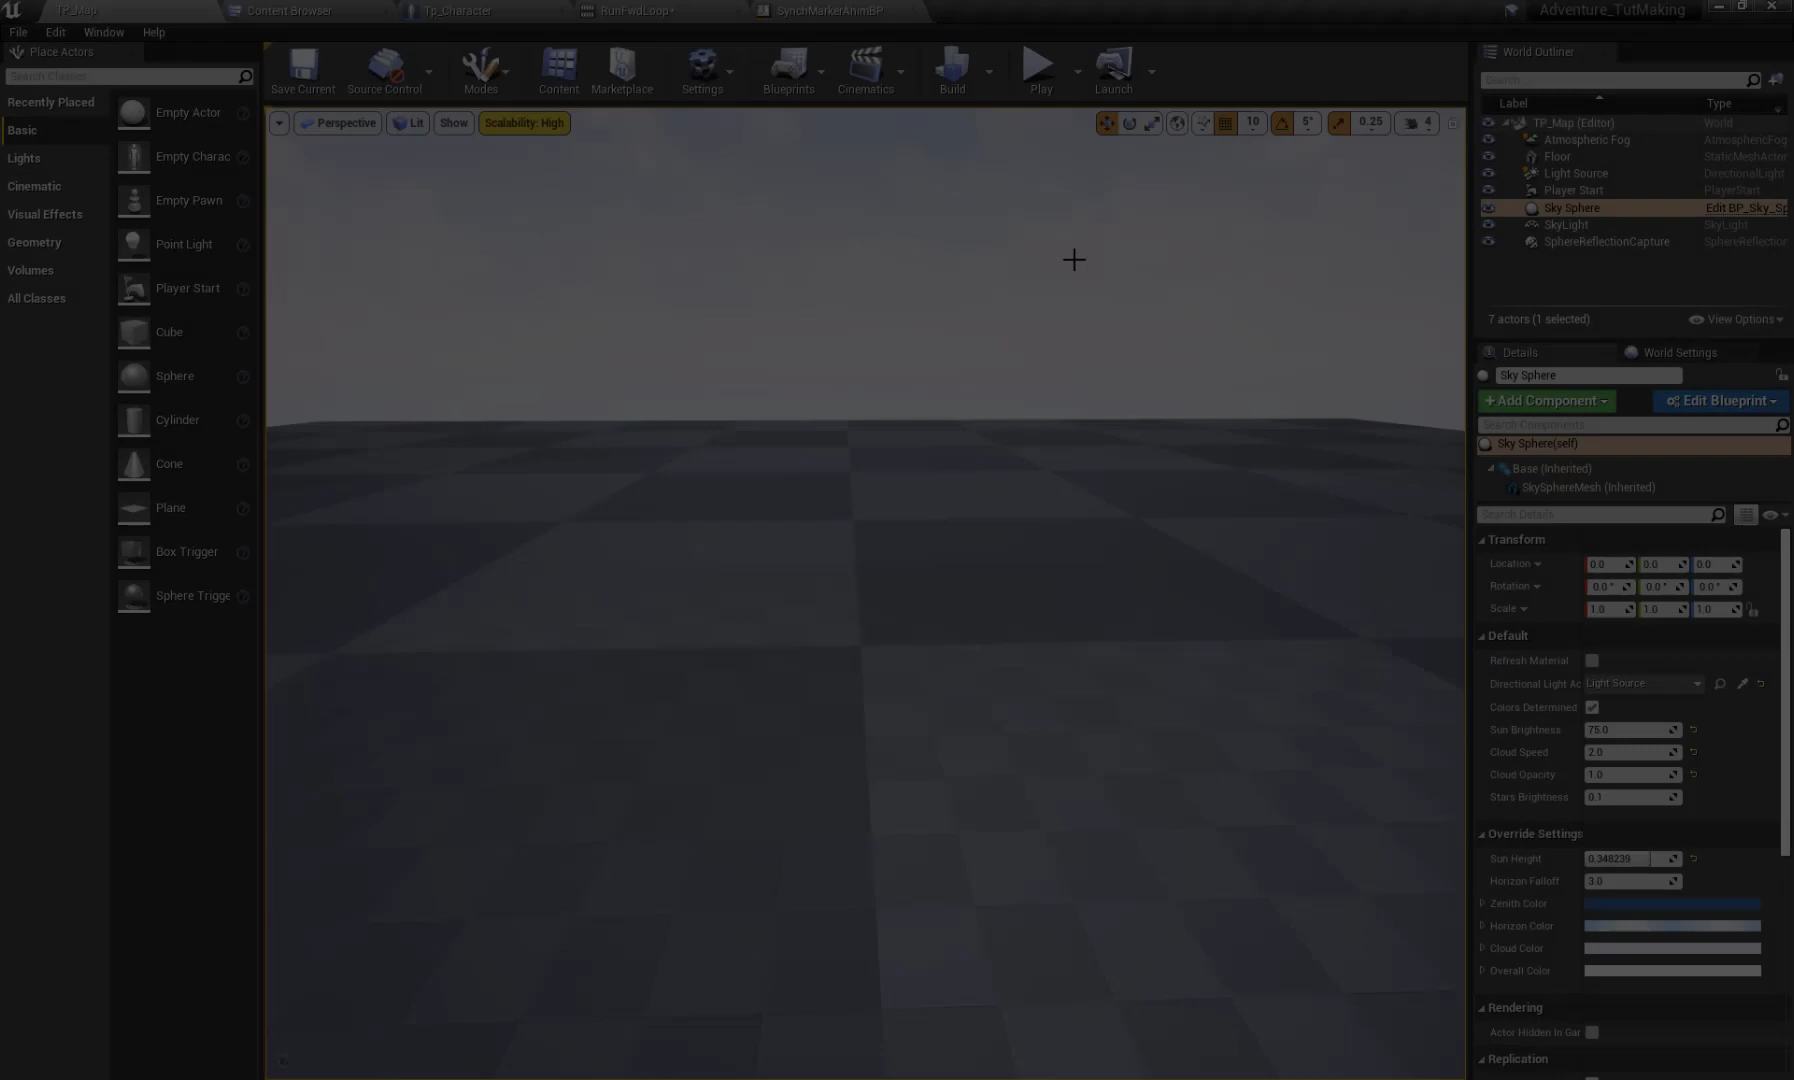 TP_Map
Content Browser
Tp_Character
RunFwdLoop*
SynchMarkerAnimBP
Adventure_TutMaking
File
Edit
Window
Help
Place Actors
Search Classes
Recently Placed
Basic
Lights
Cinematic
Visual Effects
Geometry
Volumes
All Classes
Empty Actor
Empty Charac
Empty Pawn
Point Light
Player Start
Cube
Sphere
Cylinder
Cone
Plane
Box Trigger
Sphere Trigge
Save Current
Source Control
Modes
Content
Marketplace
Settings
Blueprints
Cinematics
Build
Play
Launch
Perspective
Lit
Show
Scalability: High
10
5°
0.25
4
World Outliner
Search
Label
Type
TP_Map (Editor)
World
Atmospheric Fog
AtmosphericFog
Floor
StaticMeshActor
Light Source
DirectionalLight
Player Start
PlayerStart
Sky Sphere
Edit BP_Sky_Sp
SkyLight
SkyLight
SphereReflectionCapture
SphereReflection
7 actors (1 selected)
View Options
Details
World Settings
Sky Sphere
+Add Component
Edit Blueprint
Search Components
Sky Sphere(self)
Base (Inherited)
SkySphereMesh (Inherited)
Search Details
Transform
Location
0.0
0.0
0.0
Rotation
0.0 °
0.0 °
0.0 °
Scale
1.0
1.0
1.0
Default
Refresh Material
Directional Light Ac
Light Source
Colors Determined
Sun Brightness
75.0
Cloud Speed
2.0
Cloud Opacity
1.0
Stars Brightness
0.1
Override Settings
Sun Height
0.348239
Horizon Falloff
3.0
Zenith Color
Horizon Color
Cloud Color
Overall Color
Rendering
Actor Hidden In Gar
Replication